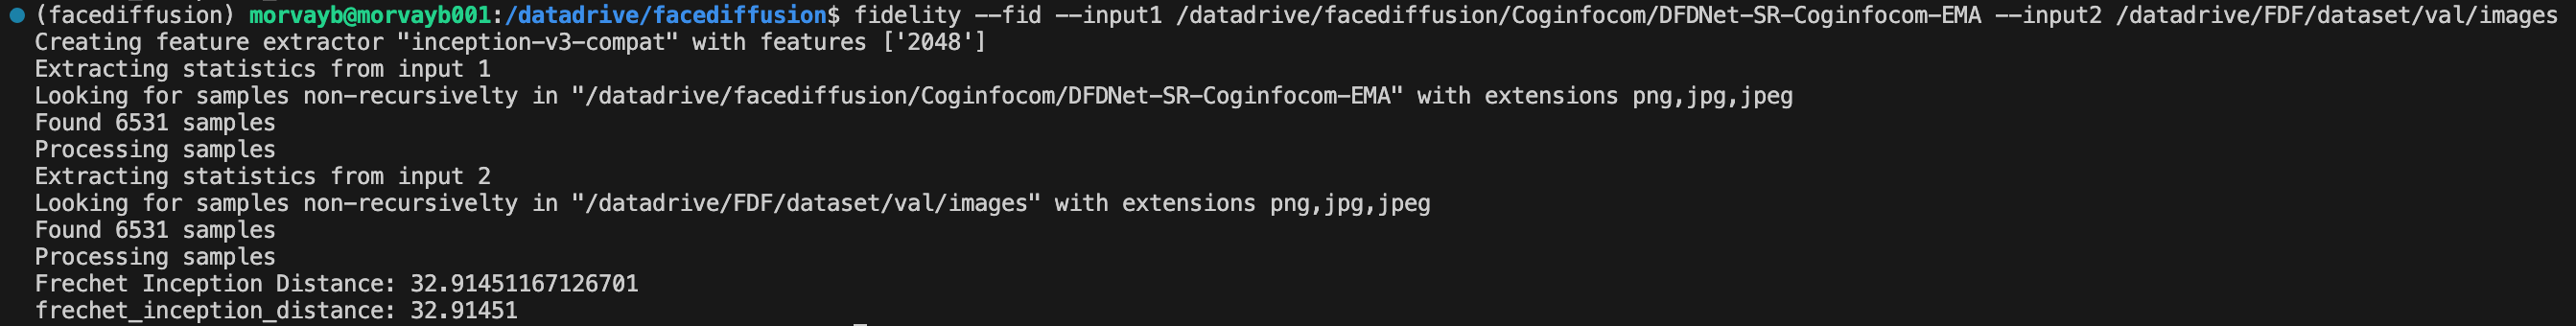 (facediffusion) morvayb@morvayb001:/datadrive/facediffusion$ fidelity --fid --input1 /datadrive/facediffusion/Coginfocom/DFDNet-SR-Coginfocom-EMA --input2 /datadrive/FDF/dataset/val/images
Creating feature extractor "inception-v3-compat" with features ['2048']
Extracting statistics from input 1
Looking for samples non-recursivelty in "/datadrive/facediffusion/Coginfocom/DFDNet-SR-Coginfocom-EMA" with extensions png,jpg,jpeg
Found 6531 samples
Processing samples
Extracting statistics from input 2
Looking for samples non-recursivelty in "/datadrive/FDF/dataset/val/images" with extensions png,jpg,jpeg
Found 6531 samples
Processing samples
Frechet Inception Distance: 32.91451167126701
frechet_inception_distance: 32.91451